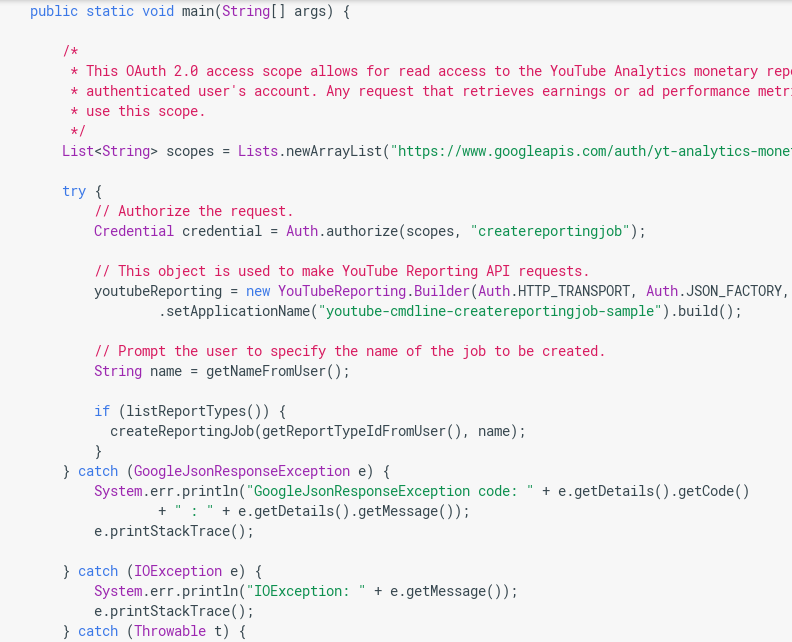 public static void main(String[] args) {
/*
* This OAuth 2.0 access scope allows for read access to the YouTube Analytics monetary
* authenticated user's account. Any request that retrieves earnings or ad performance
* use this scope.
*/
List<String> scopes = Lists.newArrayList("https://www.googleapis.com/auth/yt-analytics-mone
try {
// Authorize the request.
Credential credential = Auth.authorize(scopes, "createreportingjob");
// This object is used to make YouTube Reporting API requests.
youtubeReporting = new YouTubeReporting.Builder(Auth.HTTP_TRANSPORT, Auth.JSON_FACTORY,
.setApplicationName("youtube-cmdline-createreportingjob-sample").build();
// Prompt the user to specify the name of the job to be created.
String name = getNameFromUser();
if (listReportTypes()) {
createReportingJob(getReportTypeIdFromUser(), name);
}
} catch (GoogleJsonResponseException e) {
System.err.println("GoogleJsonResponseException code: " + e.getDetails().getCode()
+ " : " + e.getDetails().getMessage());
e.printStackTrace();
} catch (IOException e) {
System.err.println("IOException: " + e.getMessage());
e.printStackTrace();
} catch (Throwable t) {